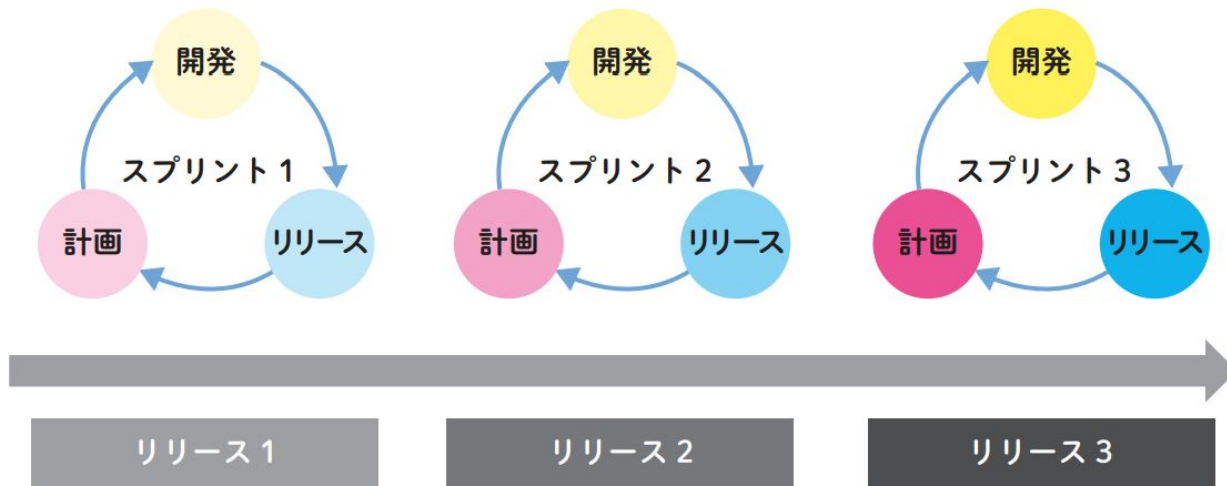 開発
スプリント 1
計画
リリース
開発
スプリント 2
計画
リリース
開発
スプリント 3
計画
リリース
リリース 1
リリース 2
リリース 3